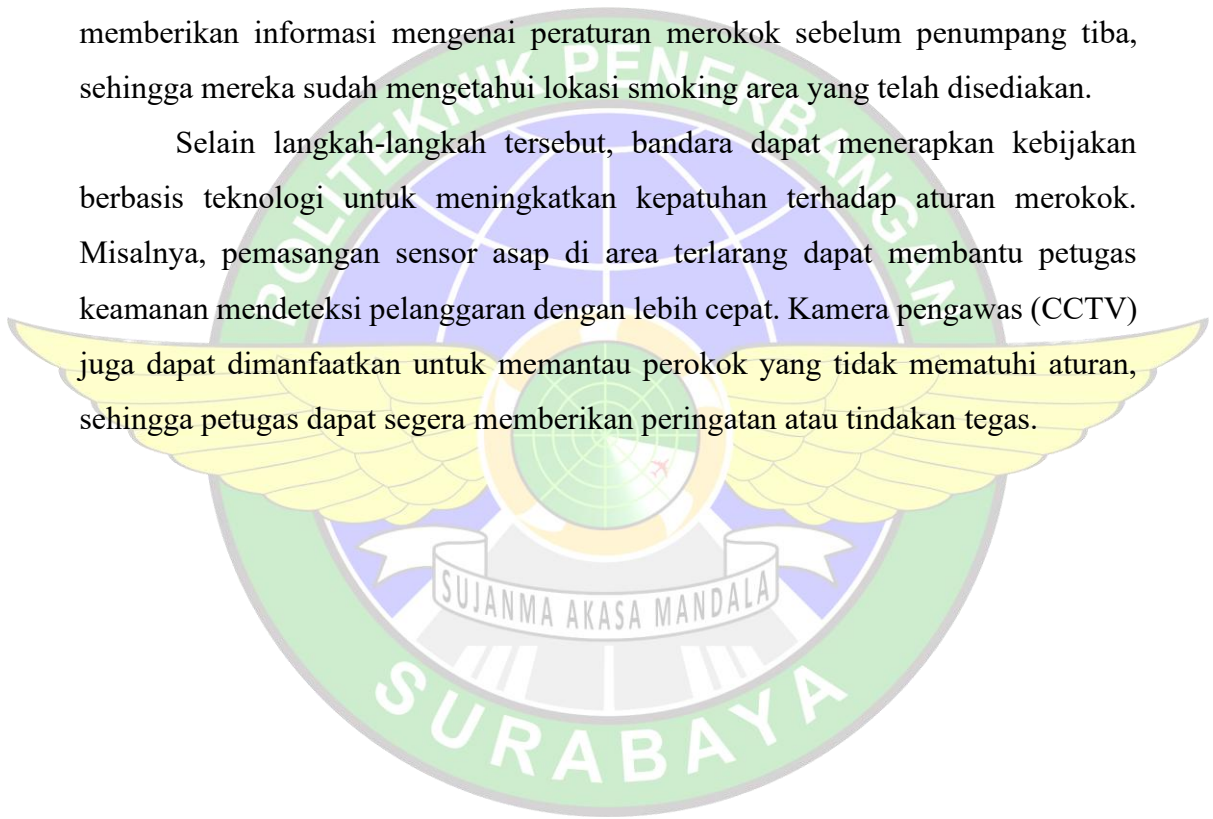 memberikan informasi mengenai peraturan merokok sebelum penumpang tiba,
sehingga mereka sudah mengetahui lokasi smoking area yang telah disediakan.
Selain langkah-langkah tersebut, bandara dapat menerapkan kebijakan
berbasis teknologi untuk meningkatkan kepatuhan terhadap aturan merokok.
Misalnya, pemasangan sensor asap di area terlarang dapat membantu petugas
keamanan mendeteksi pelanggaran dengan lebih cepat. Kamera pengawas (CCTV)
juga dapat dimanfaatkan untuk memantau perokok yang tidak mematuhi aturan,
sehingga petugas dapat segera memberikan peringatan atau tindakan tegas.
POLITEKNIK PENERBANGAN
SUJANMA AKASA MANDALA
SURABAYA